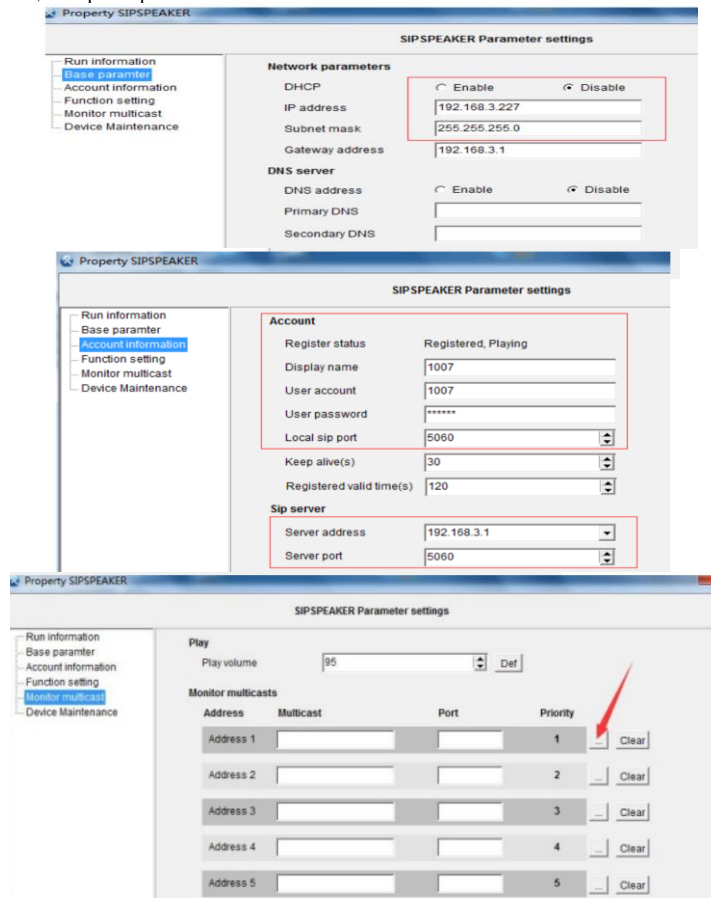 Property SIPSPEAKER
SIPSPEAKER Parameter settings
Run information
Base paramter
Account information
Function setting
Monitor multicast
Device Maintenance
Network parameters
DHCP Enable Disable
IP address 192.168.3.227
Subnet mask 255.255.255.0
Gateway address 192.168.3.1
DNS server
DNS address Enable Disable
Primary DNS
Secondary DNS
Property SIPSPEAKER
SIPSPEAKER Parameter settings
Run information
Base paramter
Account information
Function setting
Monitor multicast
Device Maintenance
Account
Register status Registered, Playing
Display name 1007
User account 1007
User password ******
Local sip port 5060
Keep alive(s) 30
Registered valid time(s) 120
Sip server
Server address 192.168.3.1
Server port 5060
Property SIPSPEAKER
SIPSPEAKER Parameter settings
Run information
Base paramter
Account information
Function setting
Monitor multicast
Device Maintenance
Play
Play volume 95 Def
Monitor multicasts
Address Multicast Port Priority
Address 1 1 ... Clear
Address 2 2 ... Clear
Address 3 3 ... Clear
Address 4 4 ... Clear
Address 5 5 ... Clear